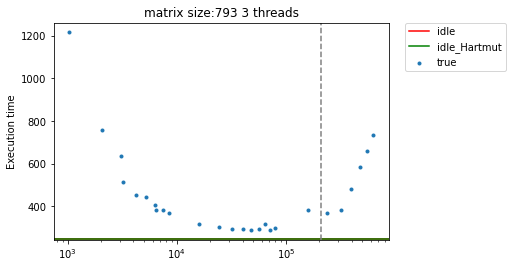 matrix size:793 3 threads
Execution time
1200
1000
800
600
400
10³
10⁴
10⁵
idle
idle_Hartmut
true